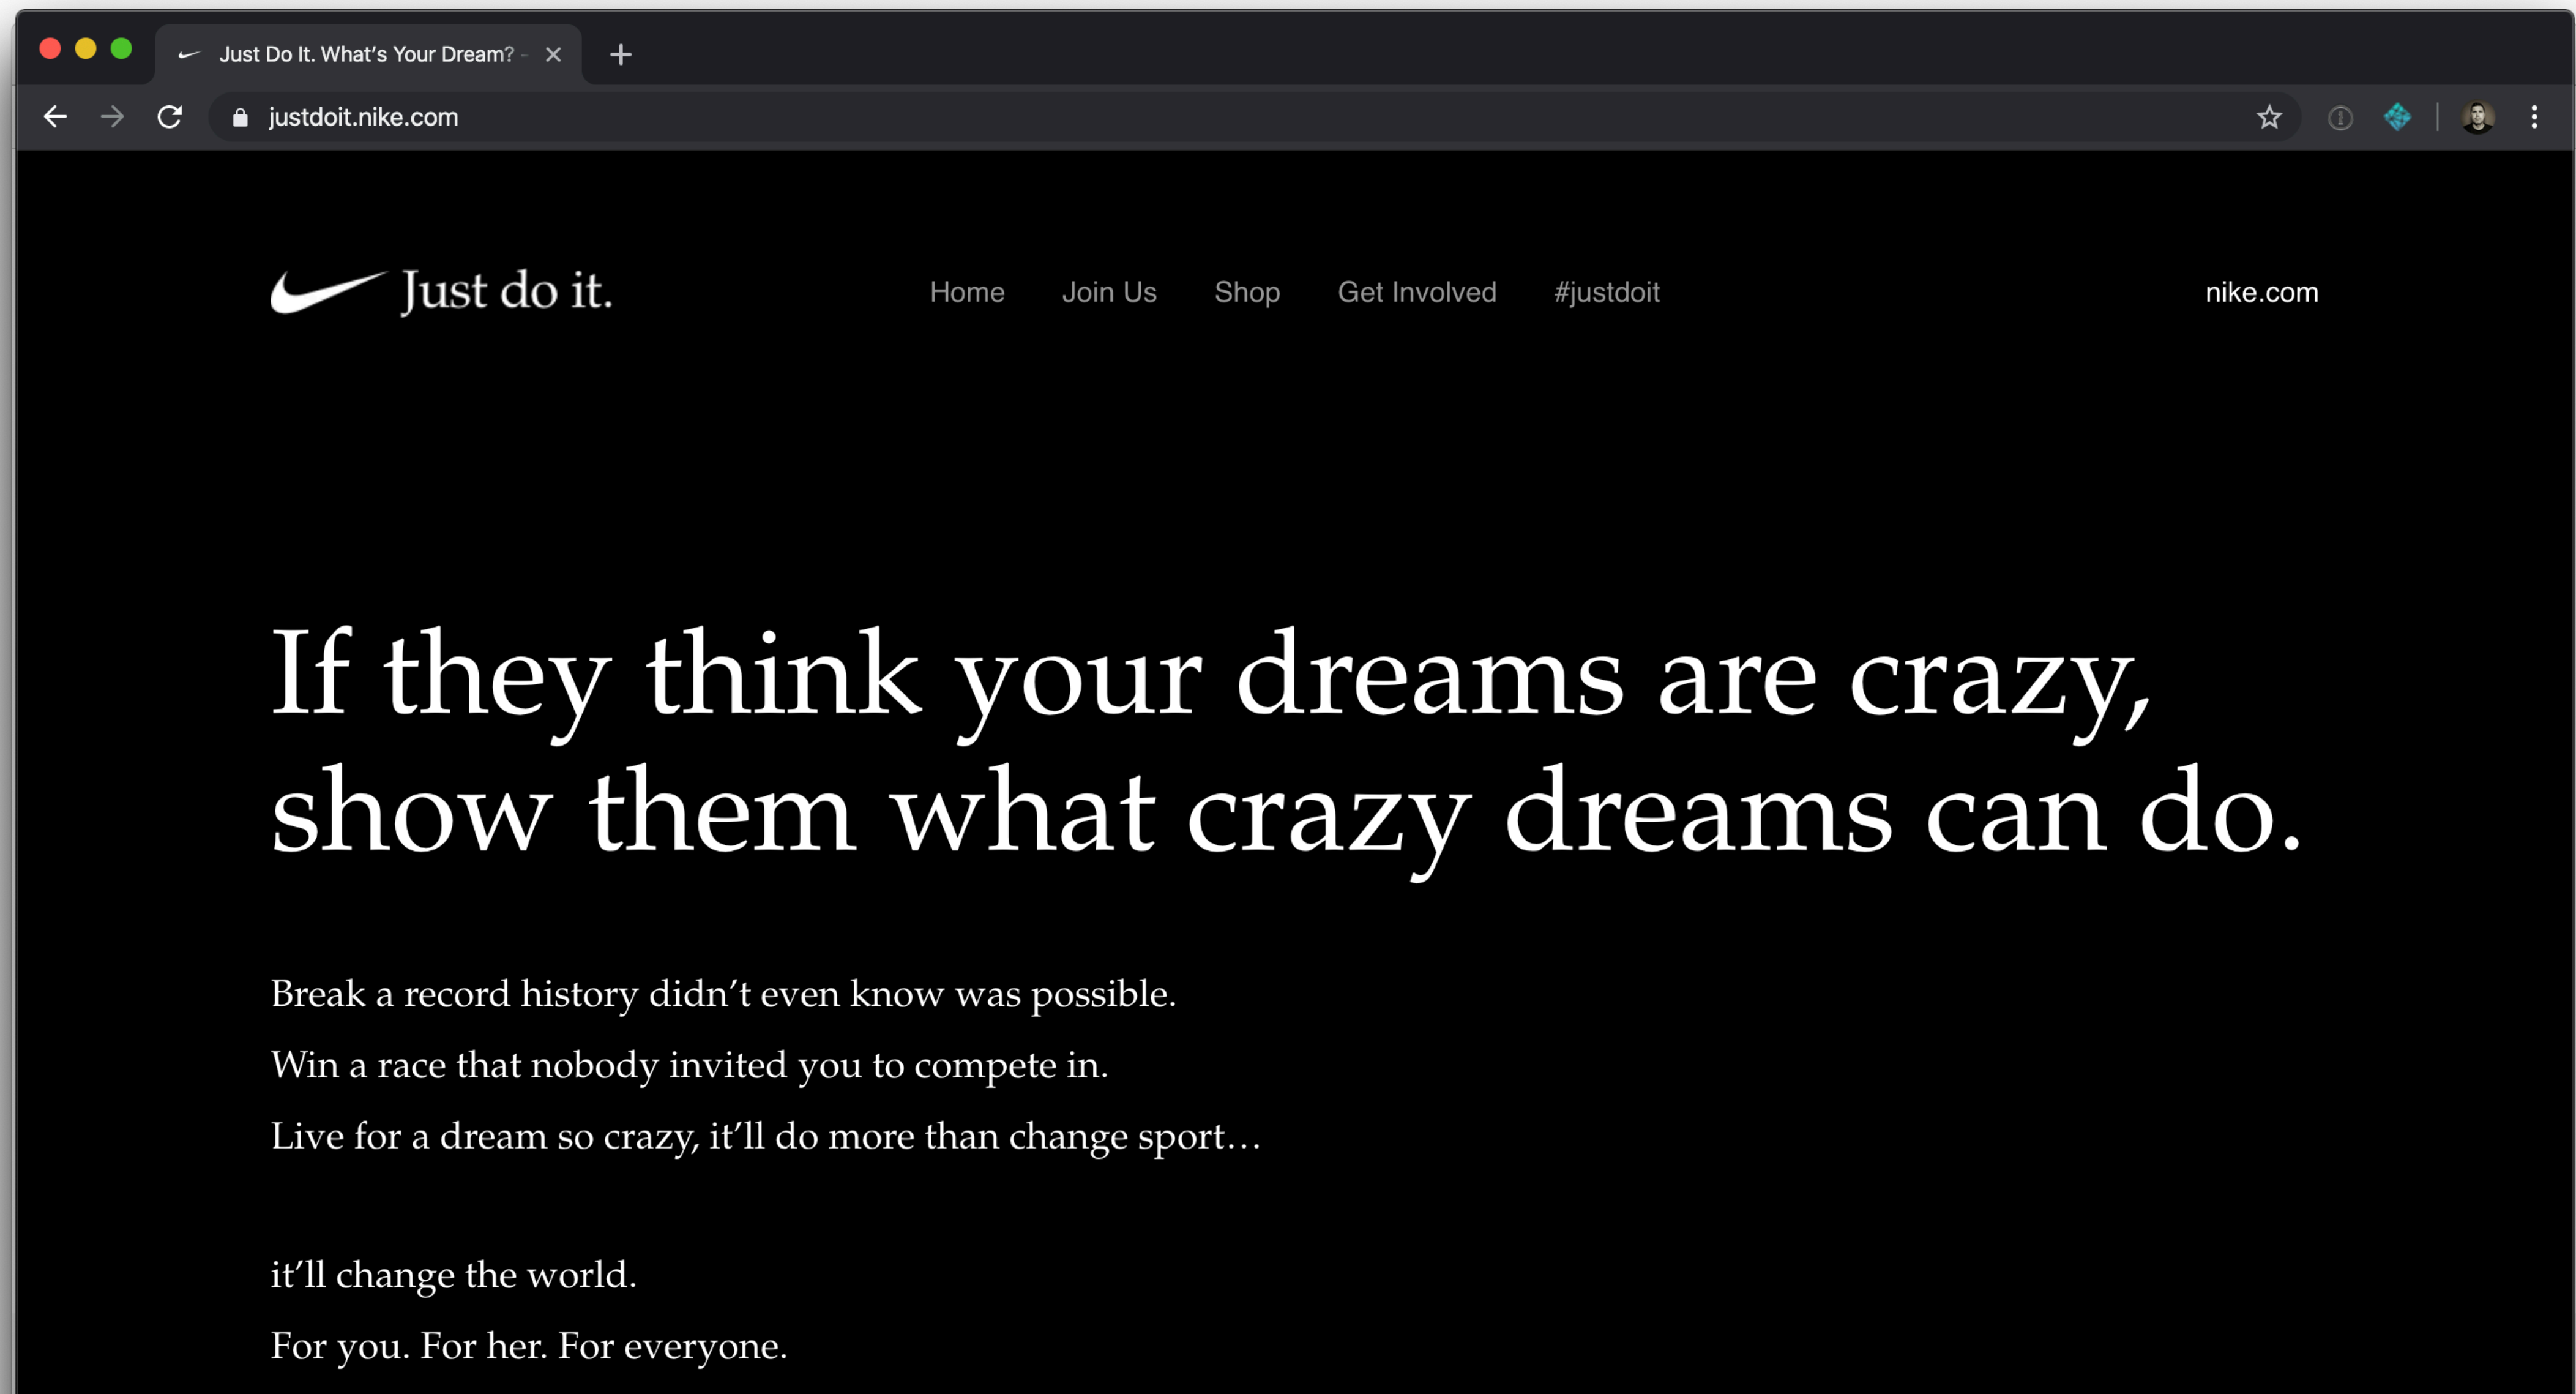 Just Do It. What’s Your Dream? -
justdoit.nike.com
Just do it.
Home
Join Us
Shop
Get Involved
#justdoit
nike.com
If they think your dreams are crazy,
show them what crazy dreams can do.
Break a record history didn’t even know was possible.
Win a race that nobody invited you to compete in.
Live for a dream so crazy, it’ll do more than change sport…
it’ll change the world.
For you. For her. For everyone.